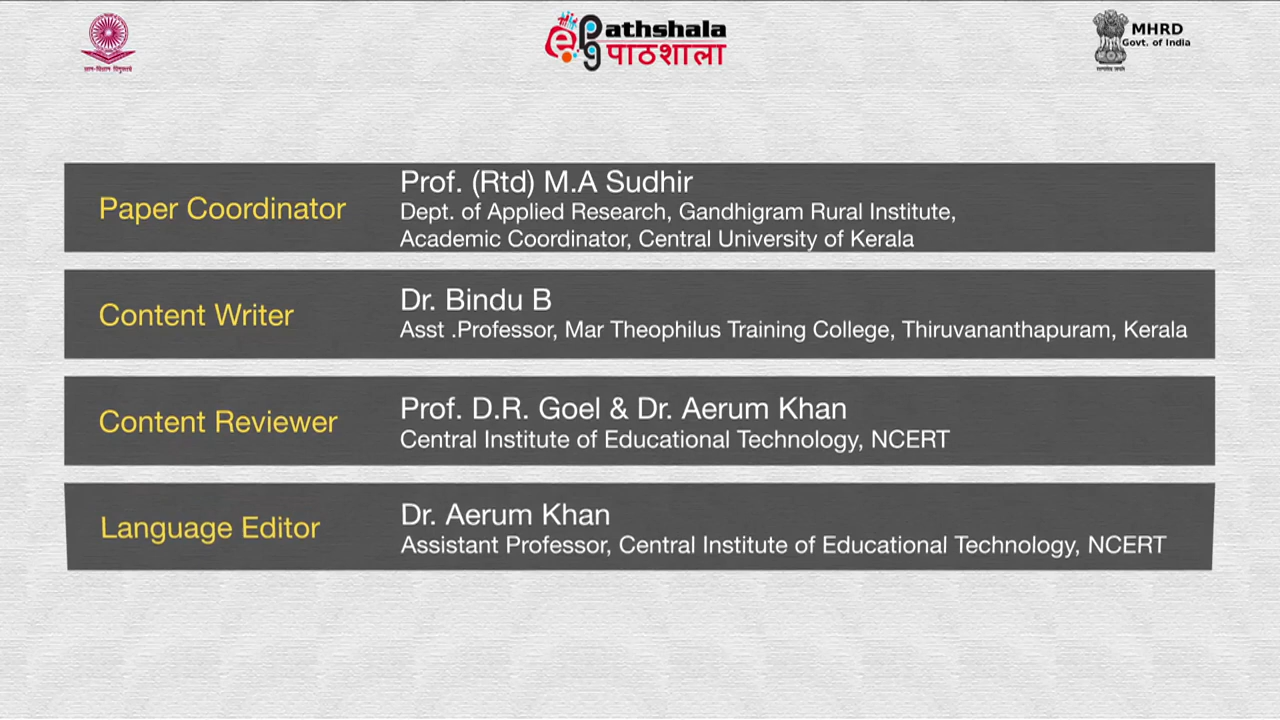 ePG Pathshala
पाठशाला
MHRD
Govt. of India
Paper Coordinator
Prof. (Rtd) M.A Sudhir
Dept. of Applied Research, Gandhigram Rural Institute,
Academic Coordinator, Central University of Kerala
Content Writer
Dr. Bindu B
Asst .Professor, Mar Theophilus Training College, Thiruvananthapuram, Kerala
Content Reviewer
Prof. D.R. Goel & Dr. Aerum Khan
Central Institute of Educational Technology, NCERT
Language Editor
Dr. Aerum Khan
Assistant Professor, Central Institute of Educational Technology, NCERT